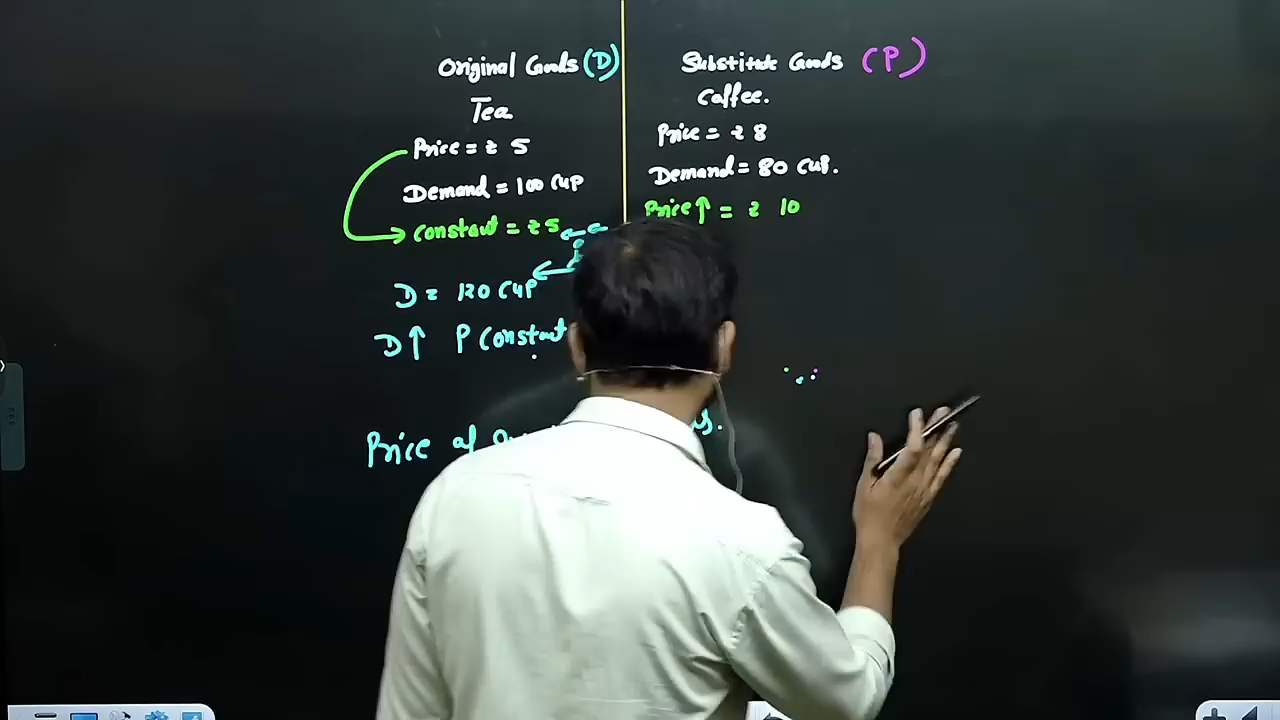 Original Goods (D)
Tea
Price = ₹ 5
Demand = 100 Cup
Constant = ₹5
D = 120 Cup
D↑ P Constant
Price of
Substitute Goods (P)
Coffee.
Price = ₹ 8
Demand = 80 Cup.
Price↑ = ₹ 10